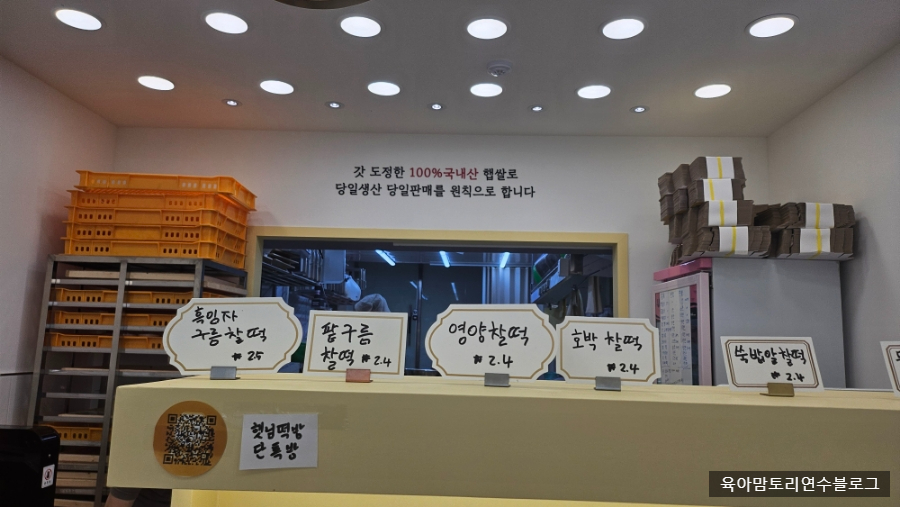 갓 도정한 100%국내산 햅쌀로
당일생산 당일판매를 원칙으로 합니다
흑임자
구름찰떡
₩25
팥구름
찰떡 ₩2.4
영양찰떡
₩2.4
호박 찰떡
₩2.4
쑥밤알찰떡
₩2.4
햇님떡방
단톡방
육아맘토리연수블로그